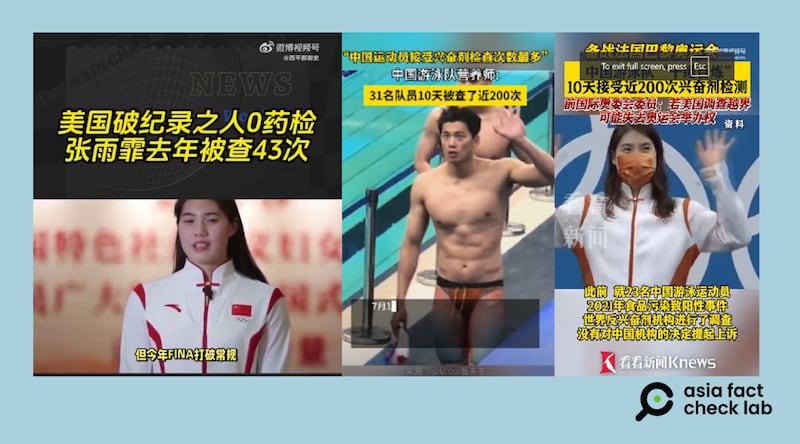 微博视频号
@西平都都史
NEWS
美国破纪录之人0药检
张雨霏去年被查43次
但今年FINA打破常规
“中国运动员接受兴奋剂检查次数最多”
中国游泳队营养师:
31名队员10天被查了近200次
7月1
备战法国巴黎奥运会
To exit full screen, press Esc
10天接受近200次兴奋剂检测
前国际奥委会委员:若美国调查越界
可能失去奥运会举办权
资料
看看
新闻
此前 就23名中国游泳运动员
2021年食品污染致阳性事件
世界反兴奋剂机构进行了调查
没有对中国机构的决定提起上诉
看看新闻Knews
asia fact
check lab